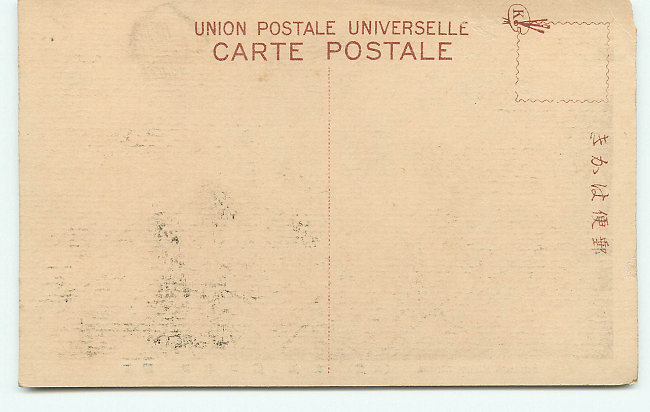 UNION POSTALE UNIVERSELLE
CARTE POSTALE
K
きかは便郵